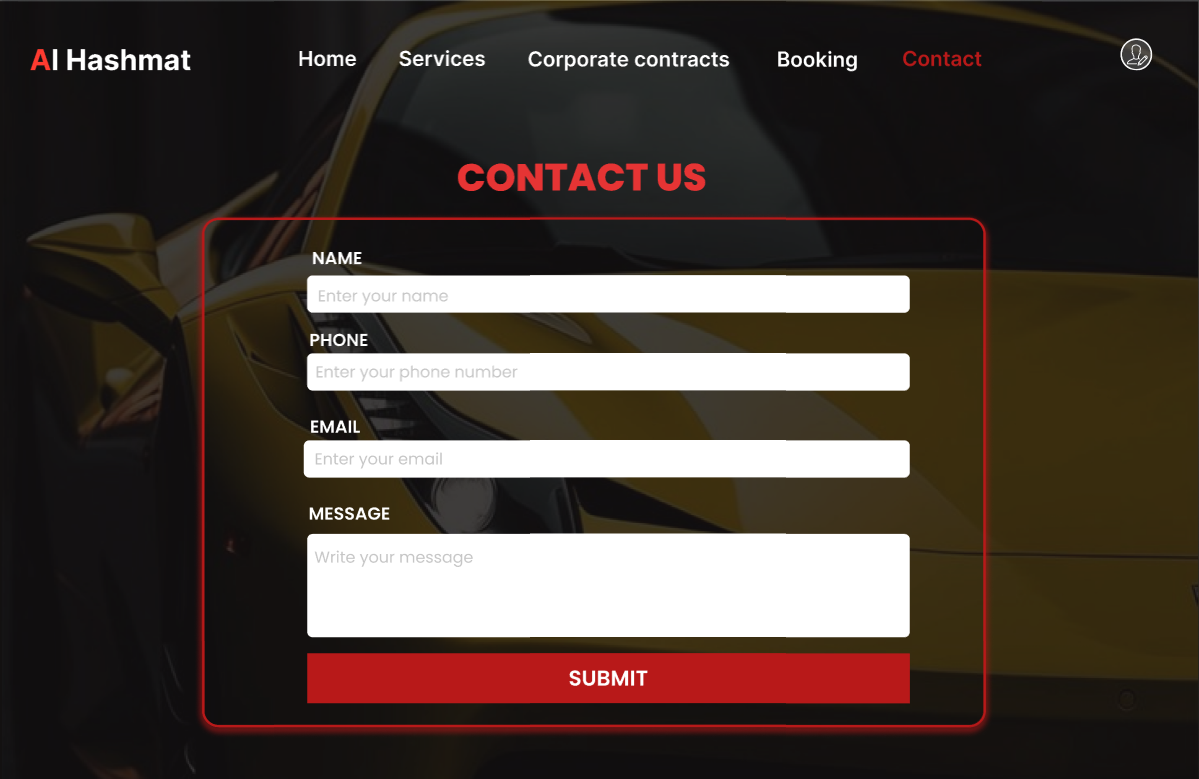 Al Hashmat
Home Services Corporate contracts Booking Contact
CONTACT US
NAME
Enter your name
PHONE
Enter your phone number
EMAIL
Enter your email
MESSAGE
Write your message
SUBMIT